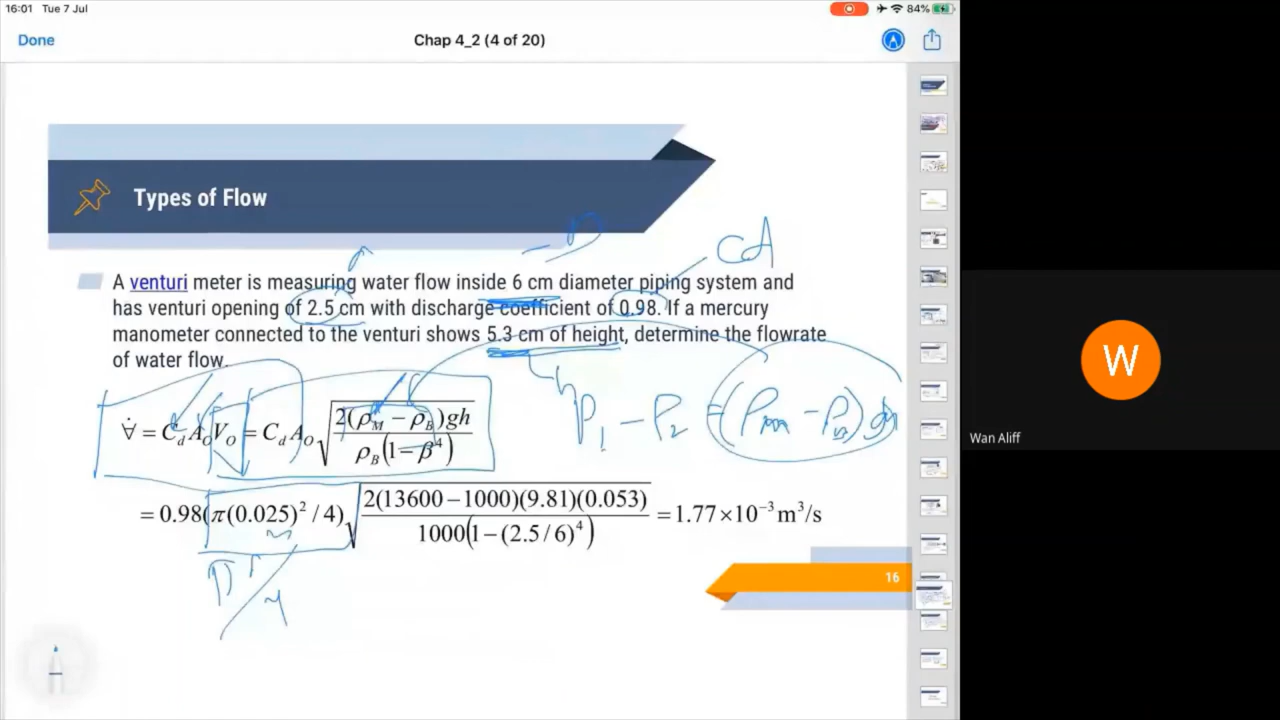 16:01 Tue 7 Jul
84%
Done
Chap 4_2 (4 of 20)
Types of Flow
A venturi meter is measuring water flow inside 6 cm diameter piping system and
has venturi opening of 2.5 cm with discharge coefficient of 0.98. If a mercury
manometer connected to the venturi shows 5.3 cm of height, determine the flowrate
of water flow.
D
Cd
h
P₁ - P₂ = (ρm - ρw)gh
∀̇ = C_d A_O V_O = C_d A_O √(2(ρ_M − ρ_B)gh / ρ_B(1 − β⁴))
= 0.98(π(0.025)² / 4) √(2(13600 − 1000)(9.81)(0.053) / 1000(1 − (2.5 / 6)⁴)) = 1.77 × 10⁻³ m³/s
4
16
W
Wan Aliff